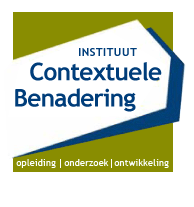 INSTITUUT
Contextuele
Benadering
opleiding | onderzoek | ontwikkeling